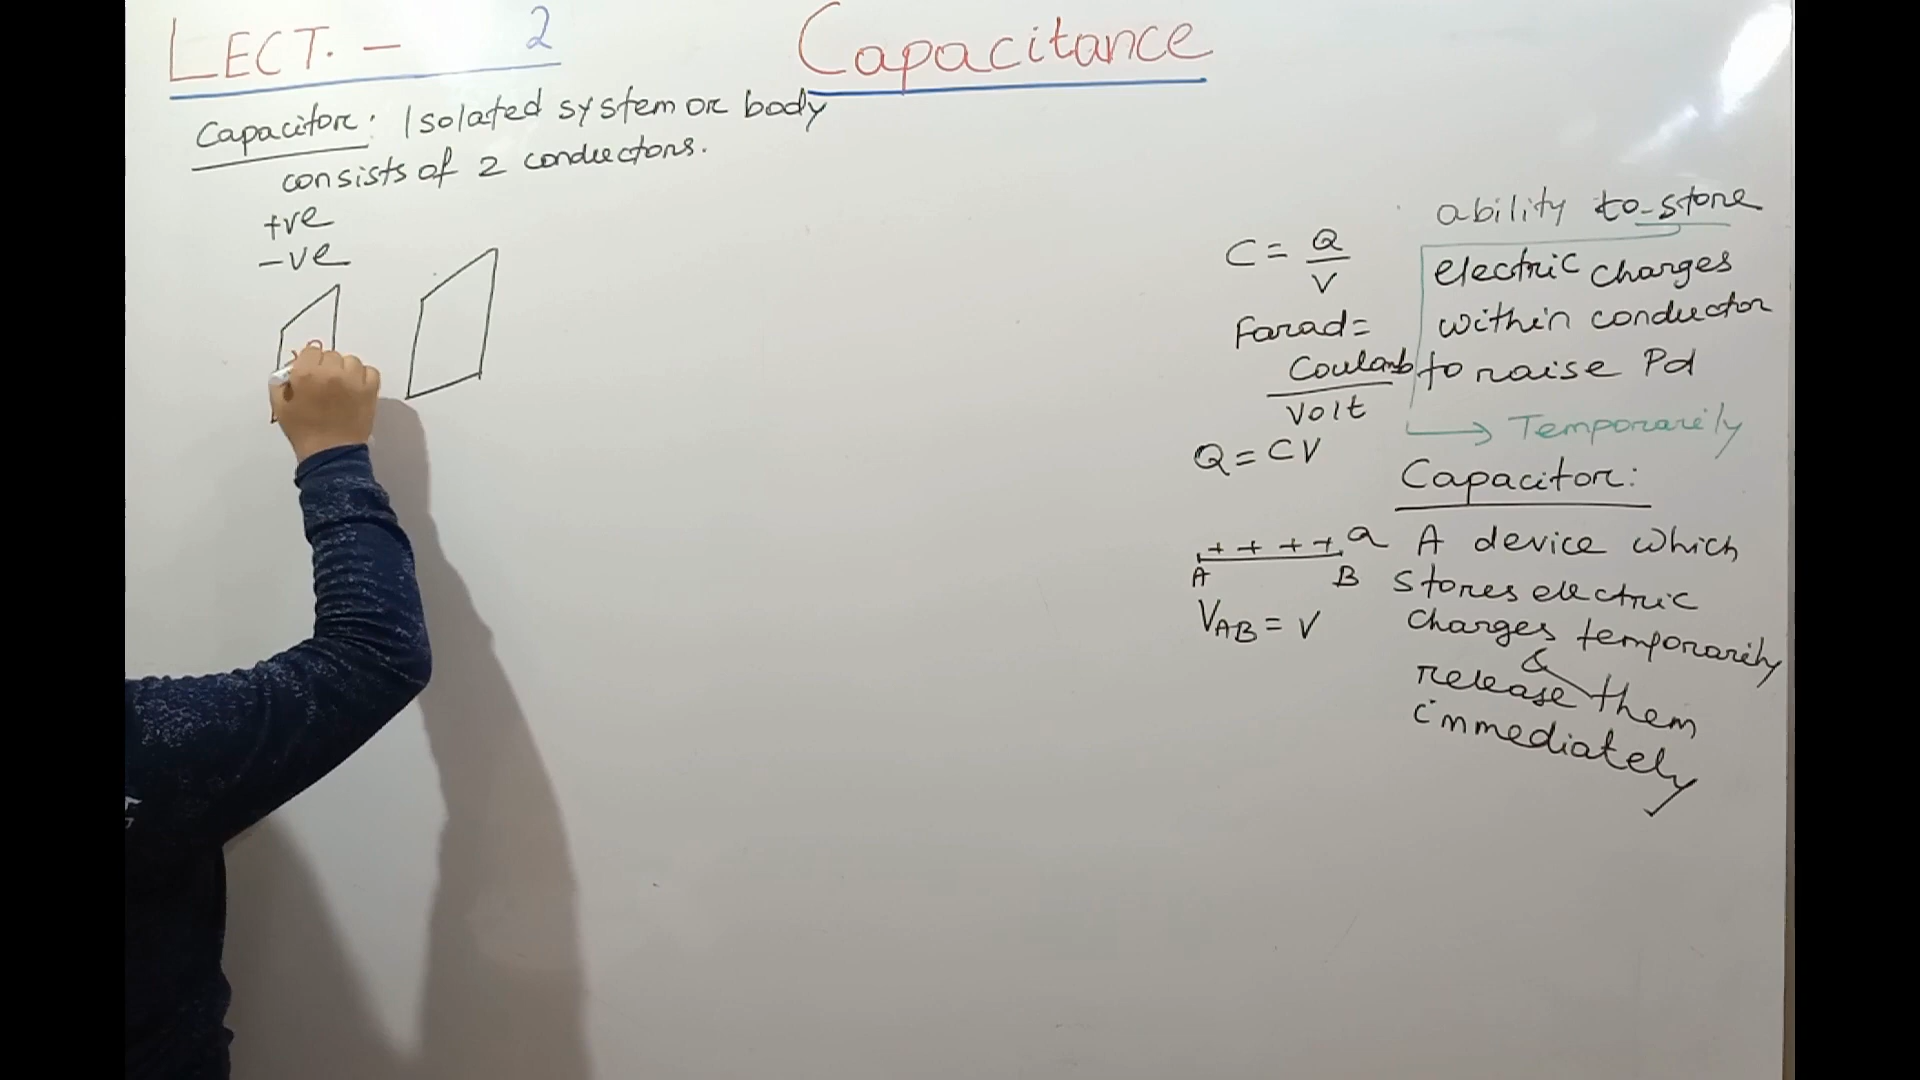 LECT. - 2
Capacitance
Capacitor: Isolated system or body
consists of 2 conductors.
+ve
-ve
C = Q/V
Farad =
Coulomb/Volt
Q = CV
+ + + + Q
A B
V_AB = V
ability to store
electric charges
within conductor
to raise Pd
→ Temporarily
Capacitor:
A device which
stores electric
charges temporarily
&
release them
immediately